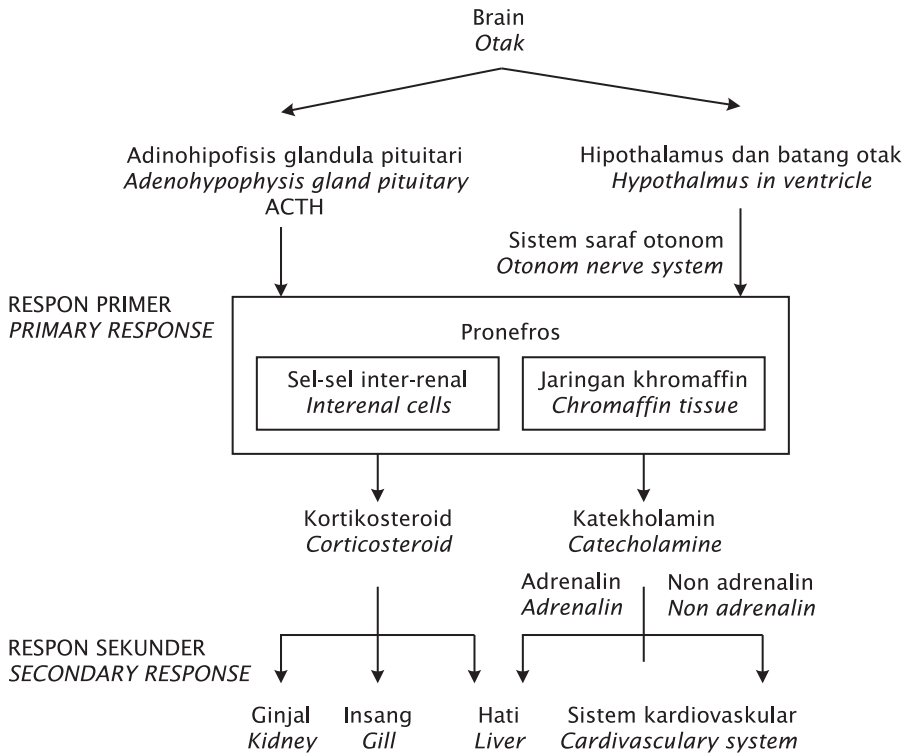 Brain
Otak
Adinohipofisis glandula pituitari
Adenohypophysis gland pituitary
ACTH
Hipothalamus dan batang otak
Hypothalmus in ventricle
Sistem saraf otonom
Otonom nerve system
RESPON PRIMER
PRIMARY RESPONSE
Pronefros
Sel-sel inter-renal
Interenal cells
Jaringan khromaffin
Chromaffin tissue
Kortikosteroid
Corticosteroid
Katekholamin
Catecholamine
Adrenalin
Adrenalin
Non adrenalin
Non adrenalin
RESPON SEKUNDER
SECONDARY RESPONSE
Ginjal
Kidney
Insang
Gill
Hati
Liver
Sistem kardiovaskular
Cardivasculary system